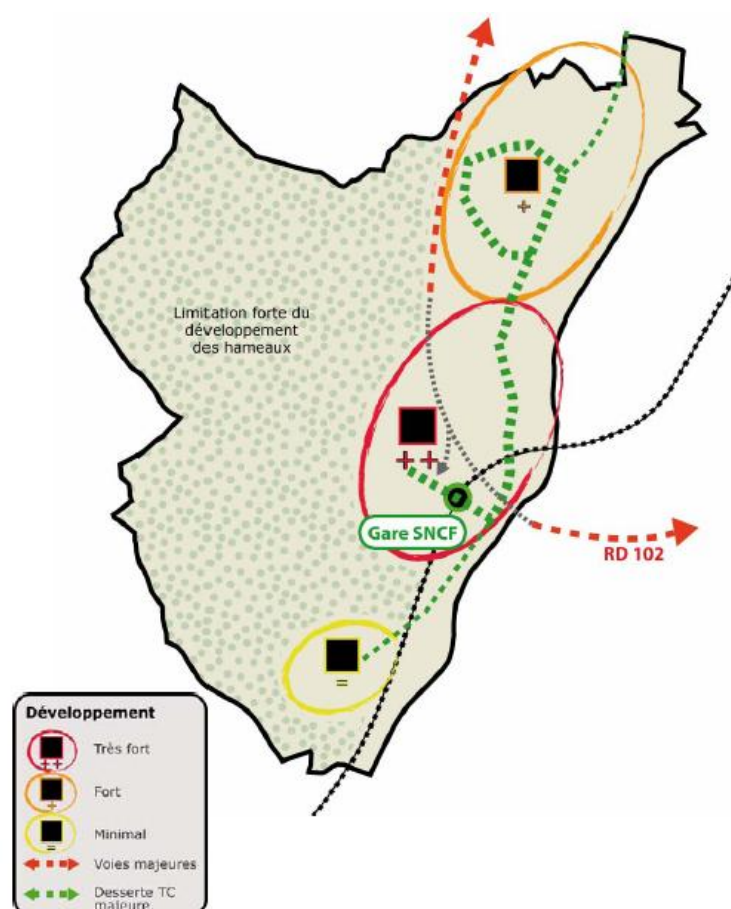 +
Limitation forte du
développement
des hameaux
++
Gare SNCF
RD 102
=
Développement
++
Très fort
+
Fort
=
Minimal
Voies majeures
Desserte TC
majeure